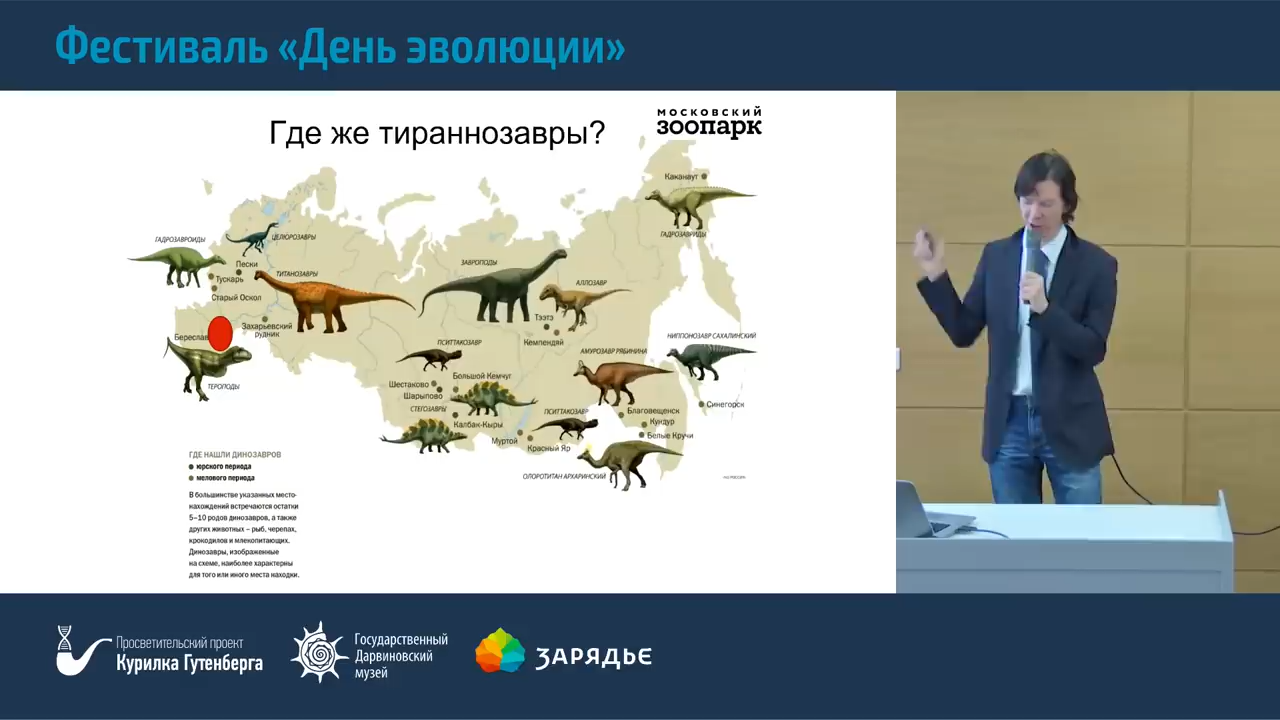 Фестиваль «День эволюции»
Где же тираннозавры?
МОСКОВСКИЙ
зоопарк
Каканаут
ГАДРОЗАВРИДЫ
ГАДРОЗАВРОИДЫ
ЦЕЛЮРОЗАВРЫ
Пески
Тускарь
Старый Оскол
ТИТАНОЗАВРЫ
ЗАВРОПОДЫ
АЛЛОЗАВР
Береслав
Захарьевский
рудник
ТЕРОПОДЫ
Тээтэ
Кемпендяй
НИППОНОЗАВР САХАЛИНСКИЙ
ПСИТТАКОЗАВР
АМУРОЗАВР РЯБИНИНА
Шестаково
Большой Кемчуг
Шарыпово
СТЕГОЗАВРЫ
Калбак-Кыры
ПСИТТАКОЗАВР
Благовещенск
Кундур
Синегорск
Муртой
Красный Яр
Белые Кручи
ОЛОРОТИТАН АРХАРИНСКИЙ
ГДЕ НАШЛИ ДИНОЗАВРОВ
юрского периода
мелового периода
В большинстве указанных место-
нахождений встречаются остатки
5–10 родов динозавров, а также
других животных – рыб, черепах,
крокодилов и млекопитающих.
Динозавры, изображенные
на схеме, наиболее характерны
для того или иного места находки.
Просветительский проект
Курилка Гутенберга
Государственный
Дарвиновский
музей
ЗАРЯДЬЕ